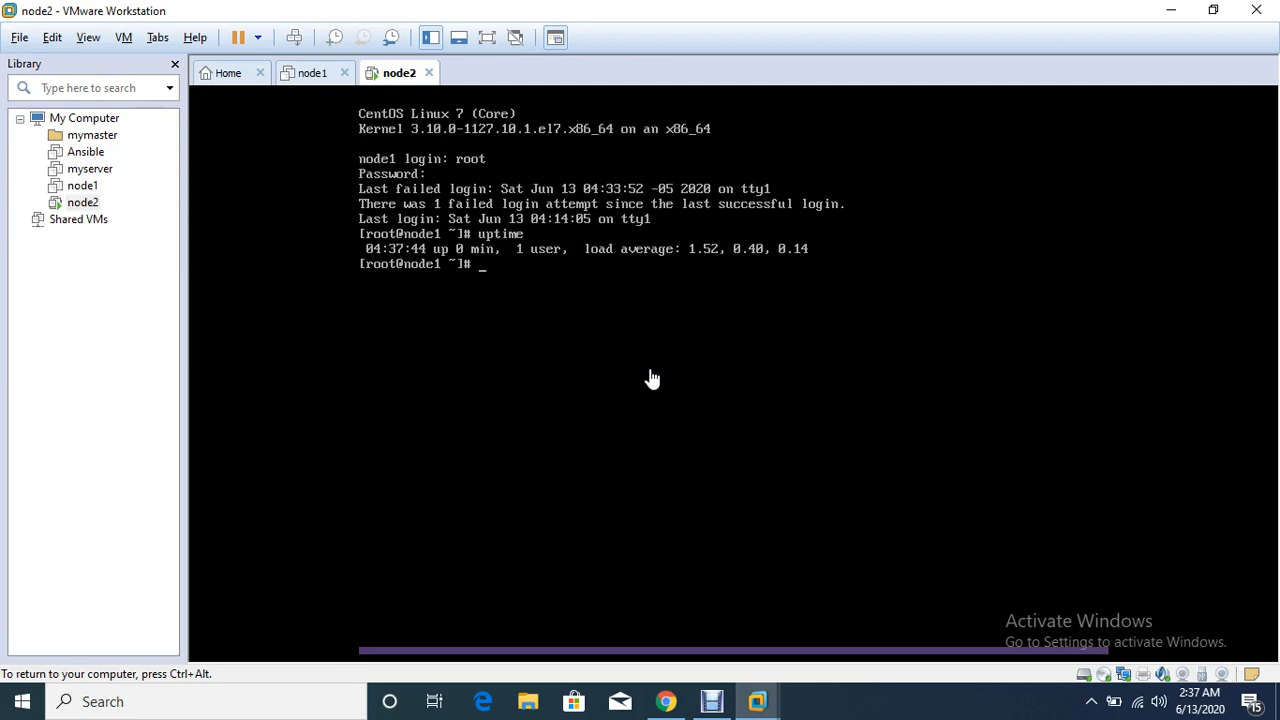 node2 - VMware Workstation
File Edit View VM Tabs Help
Library
Type here to search
My Computer
mymaster
Ansible
myserver
node1
node2
Shared VMs
Home node1 node2
CentOS Linux 7 (Core)
Kernel 3.10.0-1127.10.1.el7.x86_64 on an x86_64
node1 login: root
Password:
Last failed login: Sat Jun 13 04:33:52 -05 2020 on tty1
There was 1 failed login attempt since the last successful login.
Last login: Sat Jun 13 04:14:05 on tty1
[root@node1 ~]# uptime
04:37:44 up 0 min, 1 user, load average: 1.52, 0.40, 0.14
[root@node1 ~]# _
Activate Windows
Go to Settings to activate Windows.
To return to your computer, press Ctrl+Alt.
Search
2:37 AM
6/13/2020
15